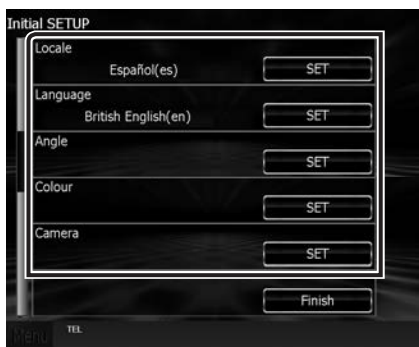 Initial SETUP
Locale
Español(es) SET
Language
British English(en) SET
Angle
SET
Colour
SET
Camera
SET
Finish
Menu TEL